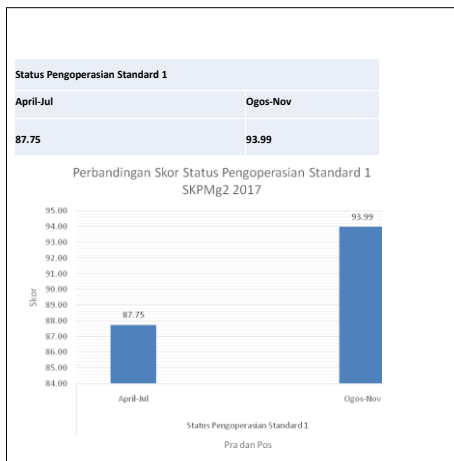 Status Pengoperasian Standard 1
April-Jul Ogos-Nov
87.75 93.99
Perbandingan Skor Status Pengoperasian Standard 1
SKPMg2 2017
95.00
94.00
93.00
92.00
91.00
90.00
89.00
88.00
87.00
86.00
85.00
84.00
Skor
87.75
93.99
April-Jul Ogos-Nov
Status Pengoperasian Standard 1
Pra dan Pos